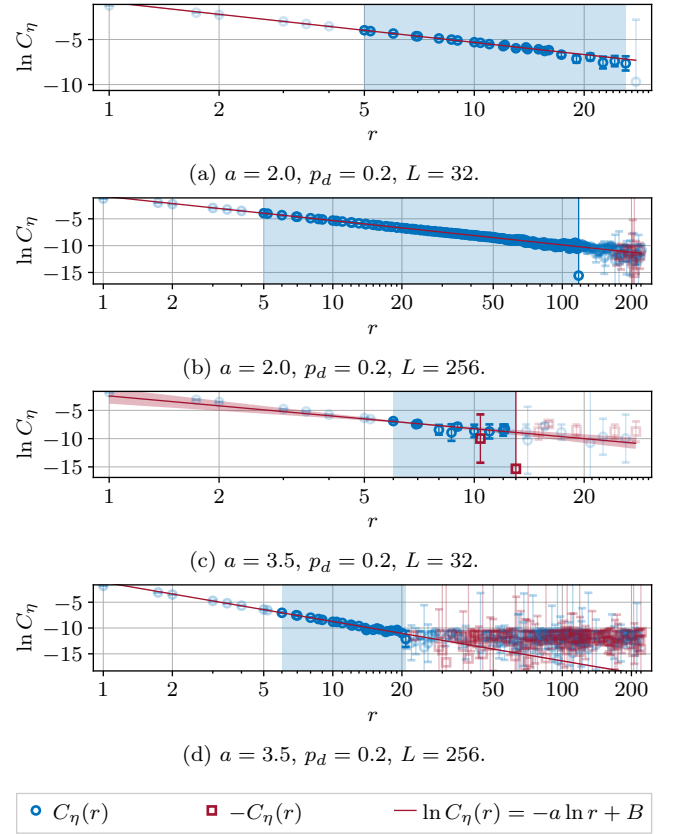 ln C_η
−5
−10
1
2
5
10
20
r
(a) a = 2.0, p_d = 0.2, L = 32.
ln C_η
−5
−10
−15
1
2
5
10
20
50
100
200
r
(b) a = 2.0, p_d = 0.2, L = 256.
ln C_η
−5
−10
−15
1
2
5
10
20
r
(c) a = 3.5, p_d = 0.2, L = 32.
ln C_η
−5
−10
−15
1
2
5
10
20
50
100
200
r
(d) a = 3.5, p_d = 0.2, L = 256.
C_η(r) −C_η(r) ln C_η(r) = −a ln r + B